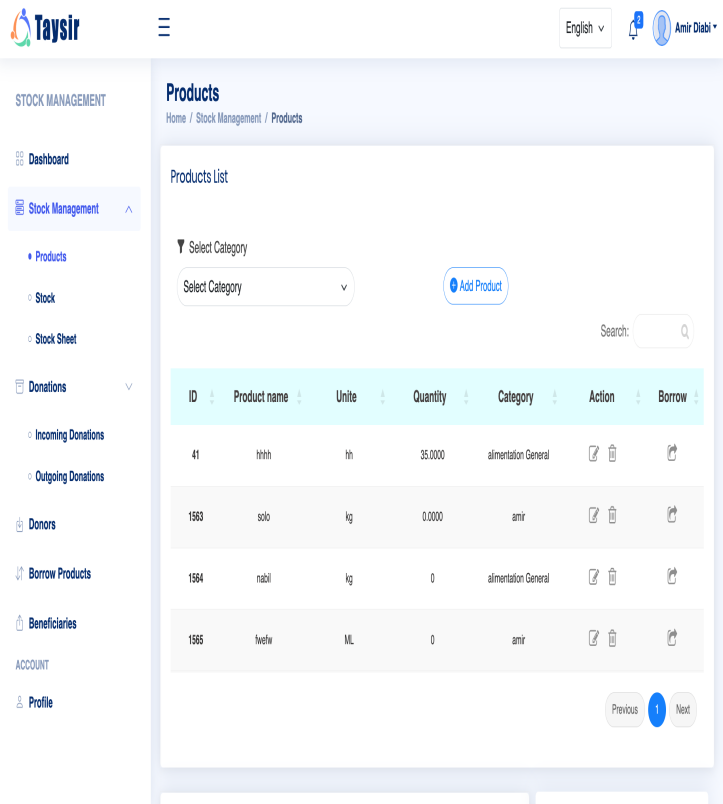 Taysir
English
2
Amir Diabi
STOCK MANAGEMENT
Dashboard
Stock Management
Products
Stock
Stock Sheet
Donations
Incoming Donations
Outgoing Donations
Donors
Borrow Products
Beneficiaries
ACCOUNT
Profile
Products
Home / Stock Management / Products
Products List
Select Category
Select Category
Add Product
Search:
ID Product name Unite Quantity Category Action Borrow
41 hhhh hh 35.0000 alimentation General
1563 solo kg 0.0000 amir
1564 nabil kg 0 alimentation General
1565 fwefw ML 0 amir
Previous 1 Next